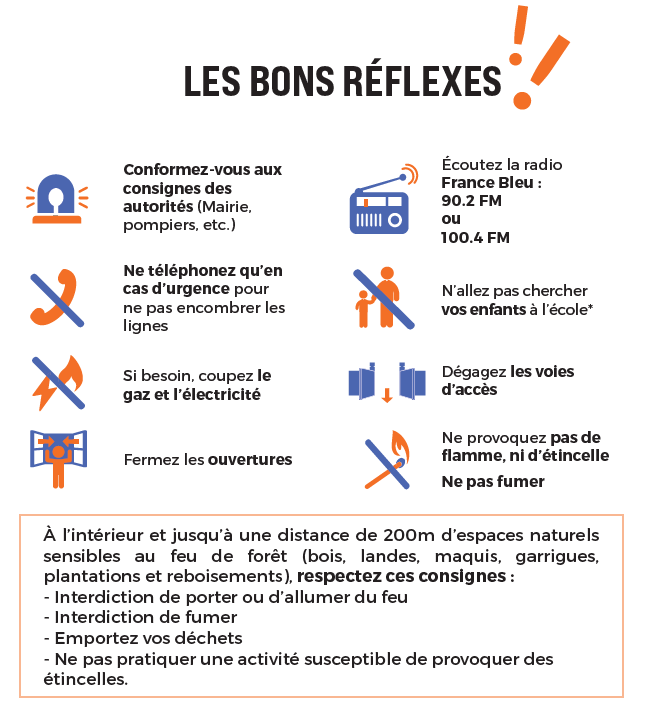 LES BONS RÉFLEXES !!
Conformez-vous aux
consignes des
autorités (Mairie,
pompiers, etc.)
Écoutez la radio
France Bleu :
90.2 FM
ou
100.4 FM
Ne téléphonez qu'en
cas d'urgence pour
ne pas encombrer les
lignes
N'allez pas chercher
vos enfants à l'école*
Si besoin, coupez le
gaz et l'électricité
Dégagez les voies
d'accès
Fermez les ouvertures
Ne provoquez pas de
flamme, ni d'étincelle
Ne pas fumer
À l'intérieur et jusqu'à une distance de 200m d'espaces naturels
sensibles au feu de forêt (bois, landes, maquis, garrigues,
plantations et reboisements), respectez ces consignes :
- Interdiction de porter ou d'allumer du feu
- Interdiction de fumer
- Emportez vos déchets
- Ne pas pratiquer une activité susceptible de provoquer des
étincelles.